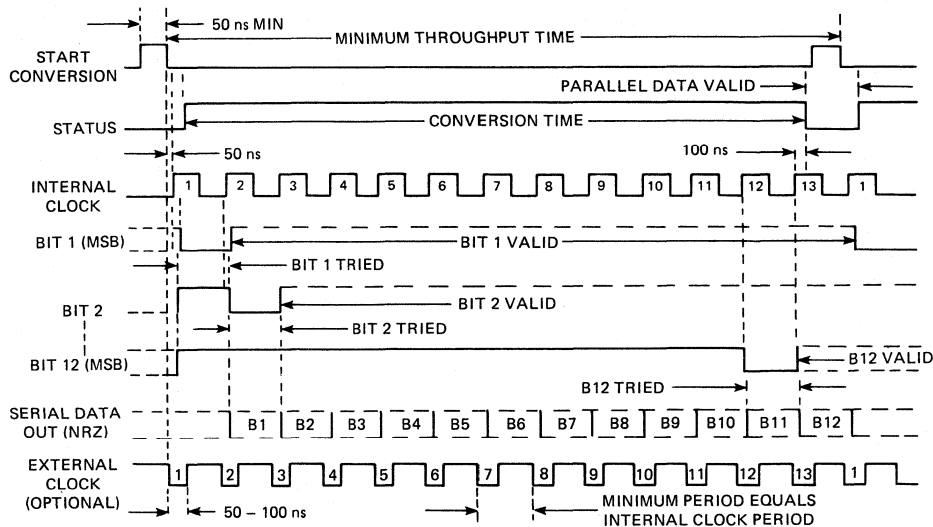 50 ns MIN
MINIMUM THROUGHPUT TIME
START
CONVERSION
PARALLEL DATA VALID
STATUS
CONVERSION TIME
50 ns
100 ns
INTERNAL
CLOCK
1 2 3 4 5 6 7 8 9 10 11 12 13 1
BIT 1 (MSB)
BIT 1 VALID
BIT 1 TRIED
BIT 2
BIT 2 VALID
BIT 2 TRIED
BIT 12 (MSB)
B12 VALID
B12 TRIED
SERIAL DATA
OUT (NRZ)
B1 B2 B3 B4 B5 B6 B7 B8 B9 B10 B11 B12
EXTERNAL
CLOCK
(OPTIONAL)
1 2 3 4 5 6 7 8 9 10 11 12 13 1
50 – 100 ns
MINIMUM PERIOD EQUALS
INTERNAL CLOCK PERIOD